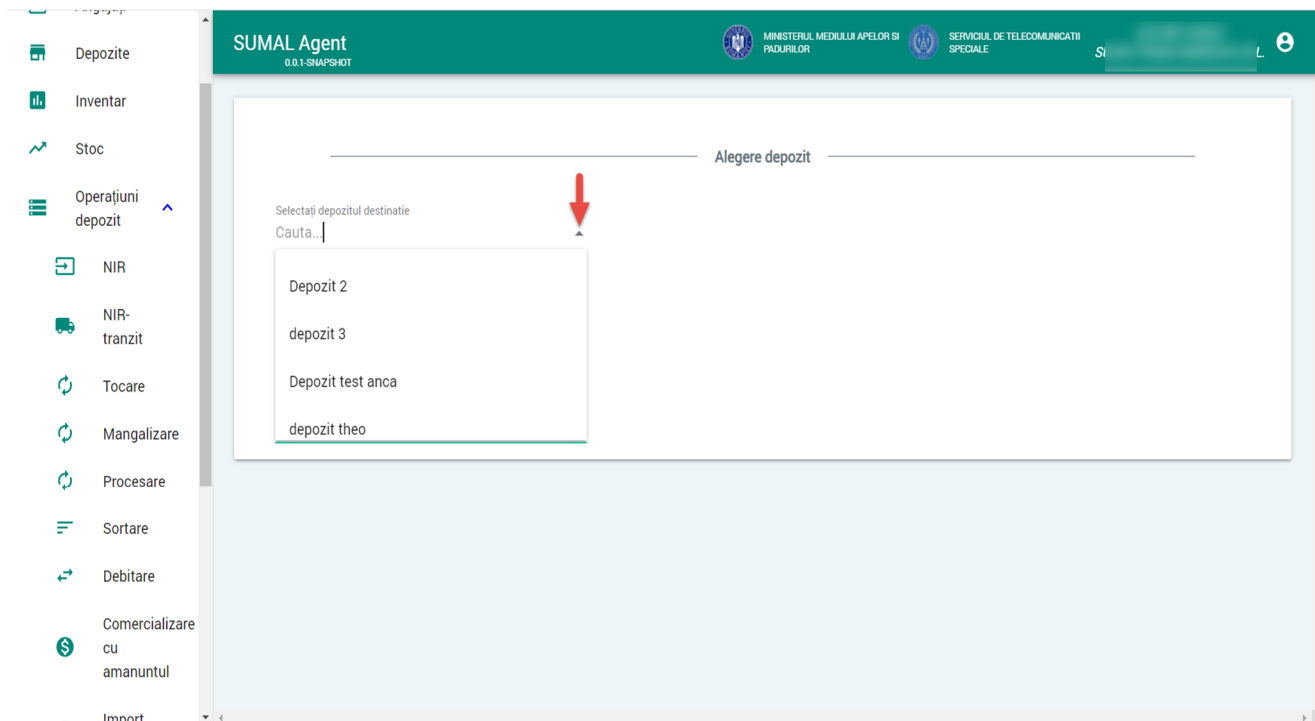 Depozite
Inventar
Stoc
Operațiuni
depozit
NIR
NIR-
tranzit
Tocare
Mangalizare
Procesare
Sortare
Debitare
Comercializare
cu
amanuntul
Import
SUMAL Agent
0.0.1-SNAPSHOT
MINISTERUL MEDIULUI APELOR SI
PADURILOR
SERVICIUL DE TELECOMUNICATII
SPECIALE
Alegere depozit
Selectați depozitul destinatie
Cauta...
Depozit 2
depozit 3
Depozit test anca
depozit theo